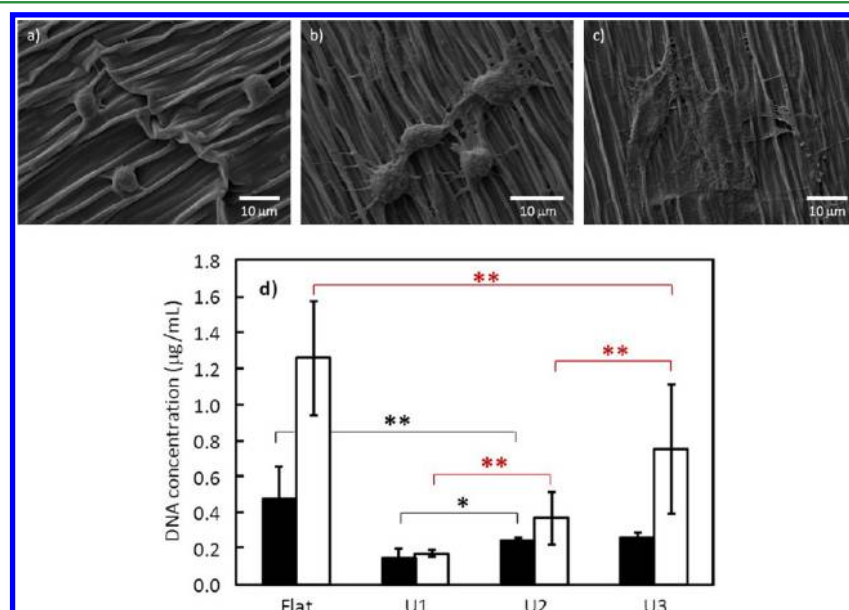 a)
b)
c)
10 µm
10 µm
10 µm
1.8
1.6
1.4
1.2
1.0
0.8
0.6
0.4
0.2
0.0
DNA concentration (µg/mL)
d)
**
**
**
**
*
Flat U1 U2 U3